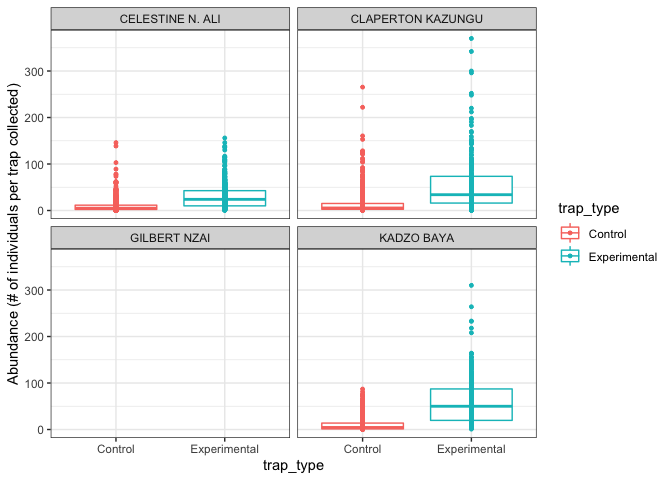 CELESTINE N. ALI
CLAPERTON KAZUNGU
300
200
100
0
GILBERT NZAI
KADZO BAYA
300
200
100
0
Control
Experimental
Control
Experimental
trap_type
Abundance (# of individuals per trap collected)
trap_type
Control
Experimental